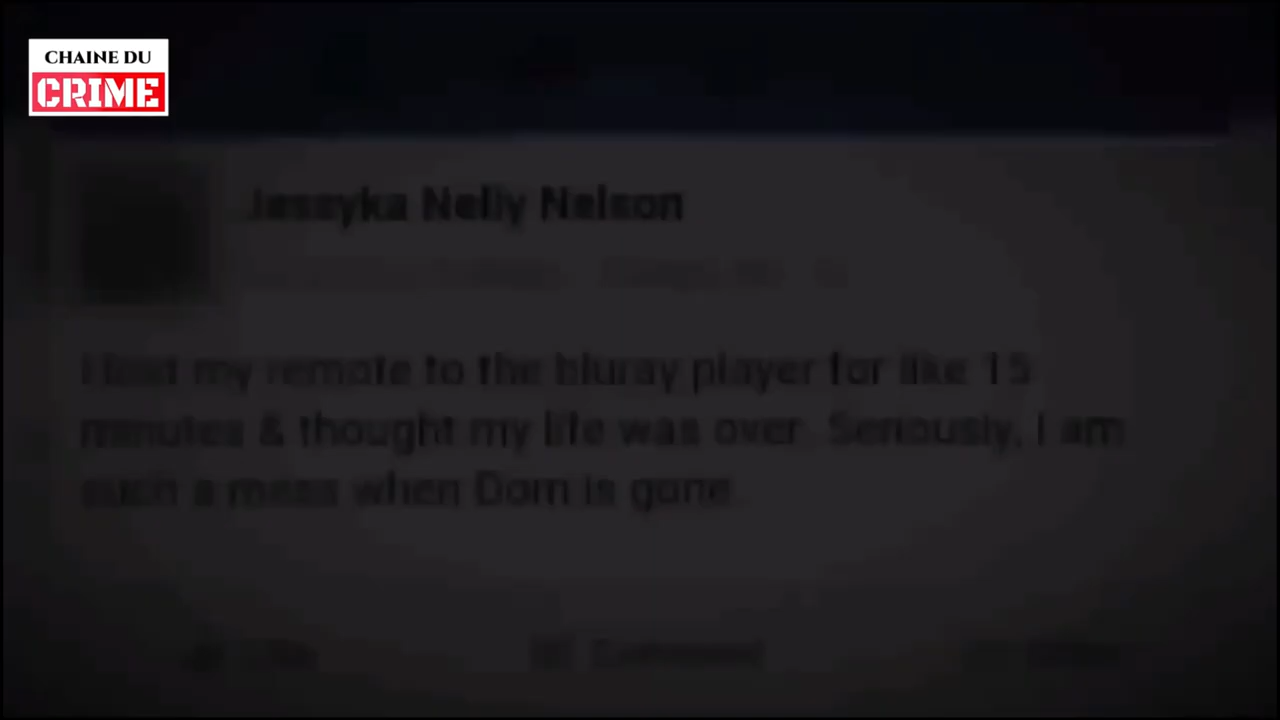 CHAINE DU
CRIME
Jessyka Nelly Nelson
I lost my remote to the bluray player for like 15
minutes & thought my life was over. Seriously, I am
such a mess when Dom is gone.
Comment